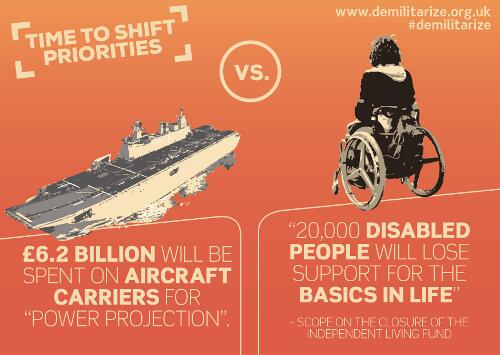 TIME TO SHIFT
PRIORITIES
www.demilitarize.org.uk
#demilitarize
VS.
£6.2 BILLION WILL BE
SPENT ON AIRCRAFT
CARRIERS FOR
“POWER PROJECTION”.
“20,000 DISABLED
PEOPLE WILL LOSE
SUPPORT FOR THE
BASICS IN LIFE”
- SCOPE ON THE CLOSURE OF THE
INDEPENDENT LIVING FUND